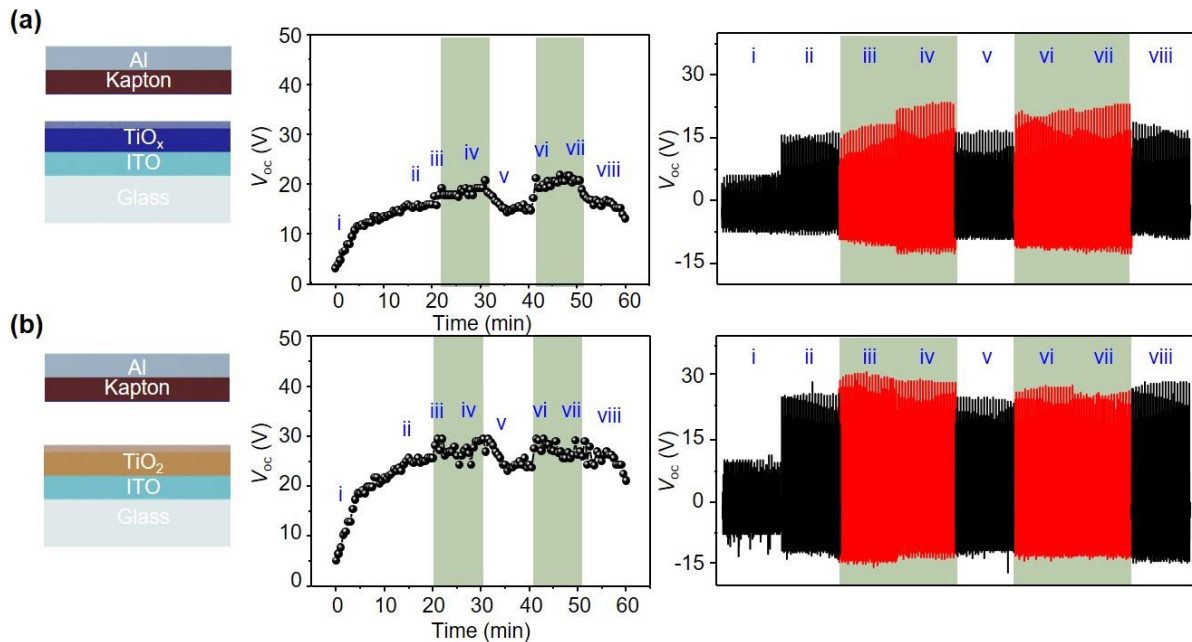 (a)
Al
Kapton
TiOx
ITO
Glass
Voc (V)
50
40
30
20
10
0
i
ii
iii
iv
v
vi
vii
viii
0 10 20 30 40 50 60
Time (min)
Voc (V)
30
15
0
-15
i ii iii iv v vi vii viii
(b)
Al
Kapton
TiO2
ITO
Glass
Voc (V)
50
40
30
20
10
0
i
ii
iii
iv
v
vi
vii
viii
0 10 20 30 40 50 60
Time (min)
Voc (V)
30
15
0
-15
i ii iii iv v vi vii viii